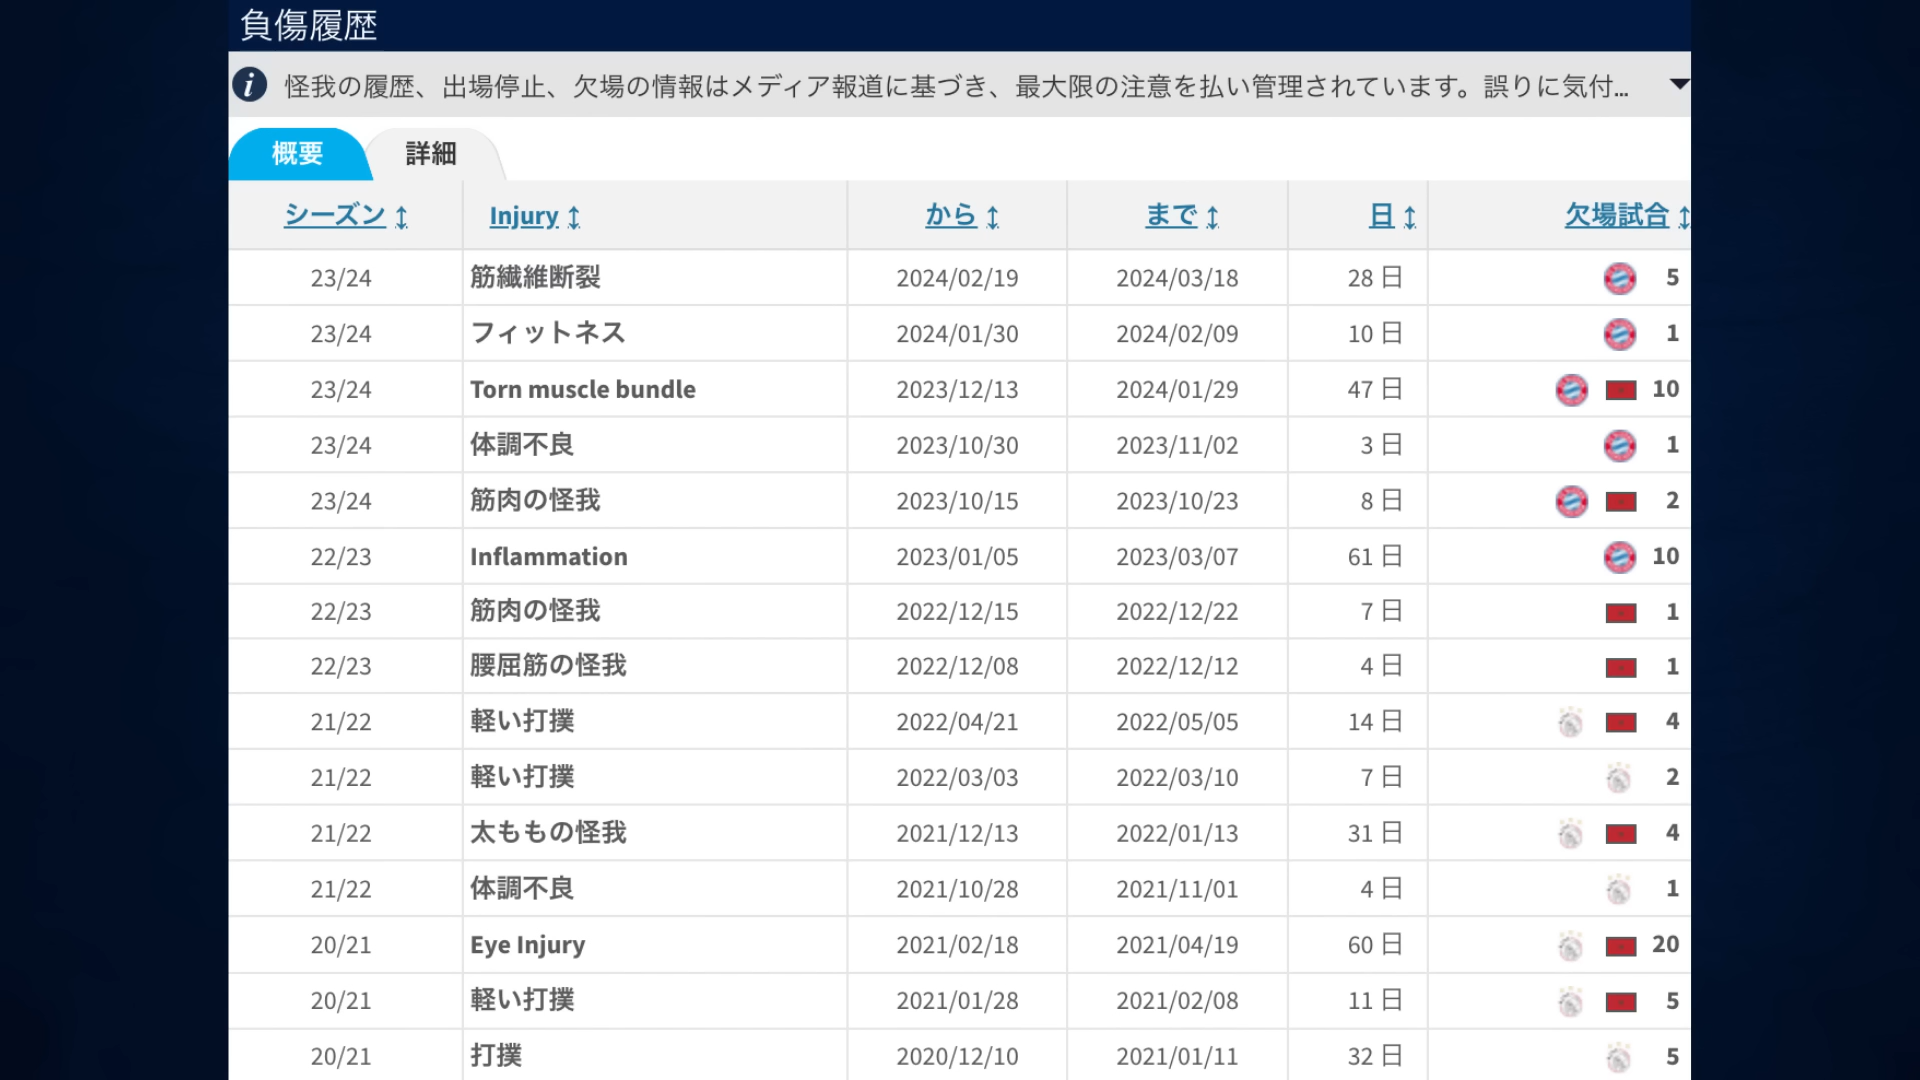 負傷履歴
i 怪我の履歴、出場停止、欠場の情報はメディア報道に基づき、最大限の注意を払い管理されています。誤りに気付...
概要 詳細
シーズン Injury から まで 日 欠場試合
23/24 筋繊維断裂 2024/02/19 2024/03/18 28 日 5
23/24 フィットネス 2024/01/30 2024/02/09 10 日 1
23/24 Torn muscle bundle 2023/12/13 2024/01/29 47 日 10
23/24 体調不良 2023/10/30 2023/11/02 3 日 1
23/24 筋肉の怪我 2023/10/15 2023/10/23 8 日 2
22/23 Inflammation 2023/01/05 2023/03/07 61 日 10
22/23 筋肉の怪我 2022/12/15 2022/12/22 7 日 1
22/23 腰屈筋の怪我 2022/12/08 2022/12/12 4 日 1
21/22 軽い打撲 2022/04/21 2022/05/05 14 日 4
21/22 軽い打撲 2022/03/03 2022/03/10 7 日 2
21/22 太ももの怪我 2021/12/13 2022/01/13 31 日 4
21/22 体調不良 2021/10/28 2021/11/01 4 日 1
20/21 Eye Injury 2021/02/18 2021/04/19 60 日 20
20/21 軽い打撲 2021/01/28 2021/02/08 11 日 5
20/21 打撲 2020/12/10 2021/01/11 32 日 5